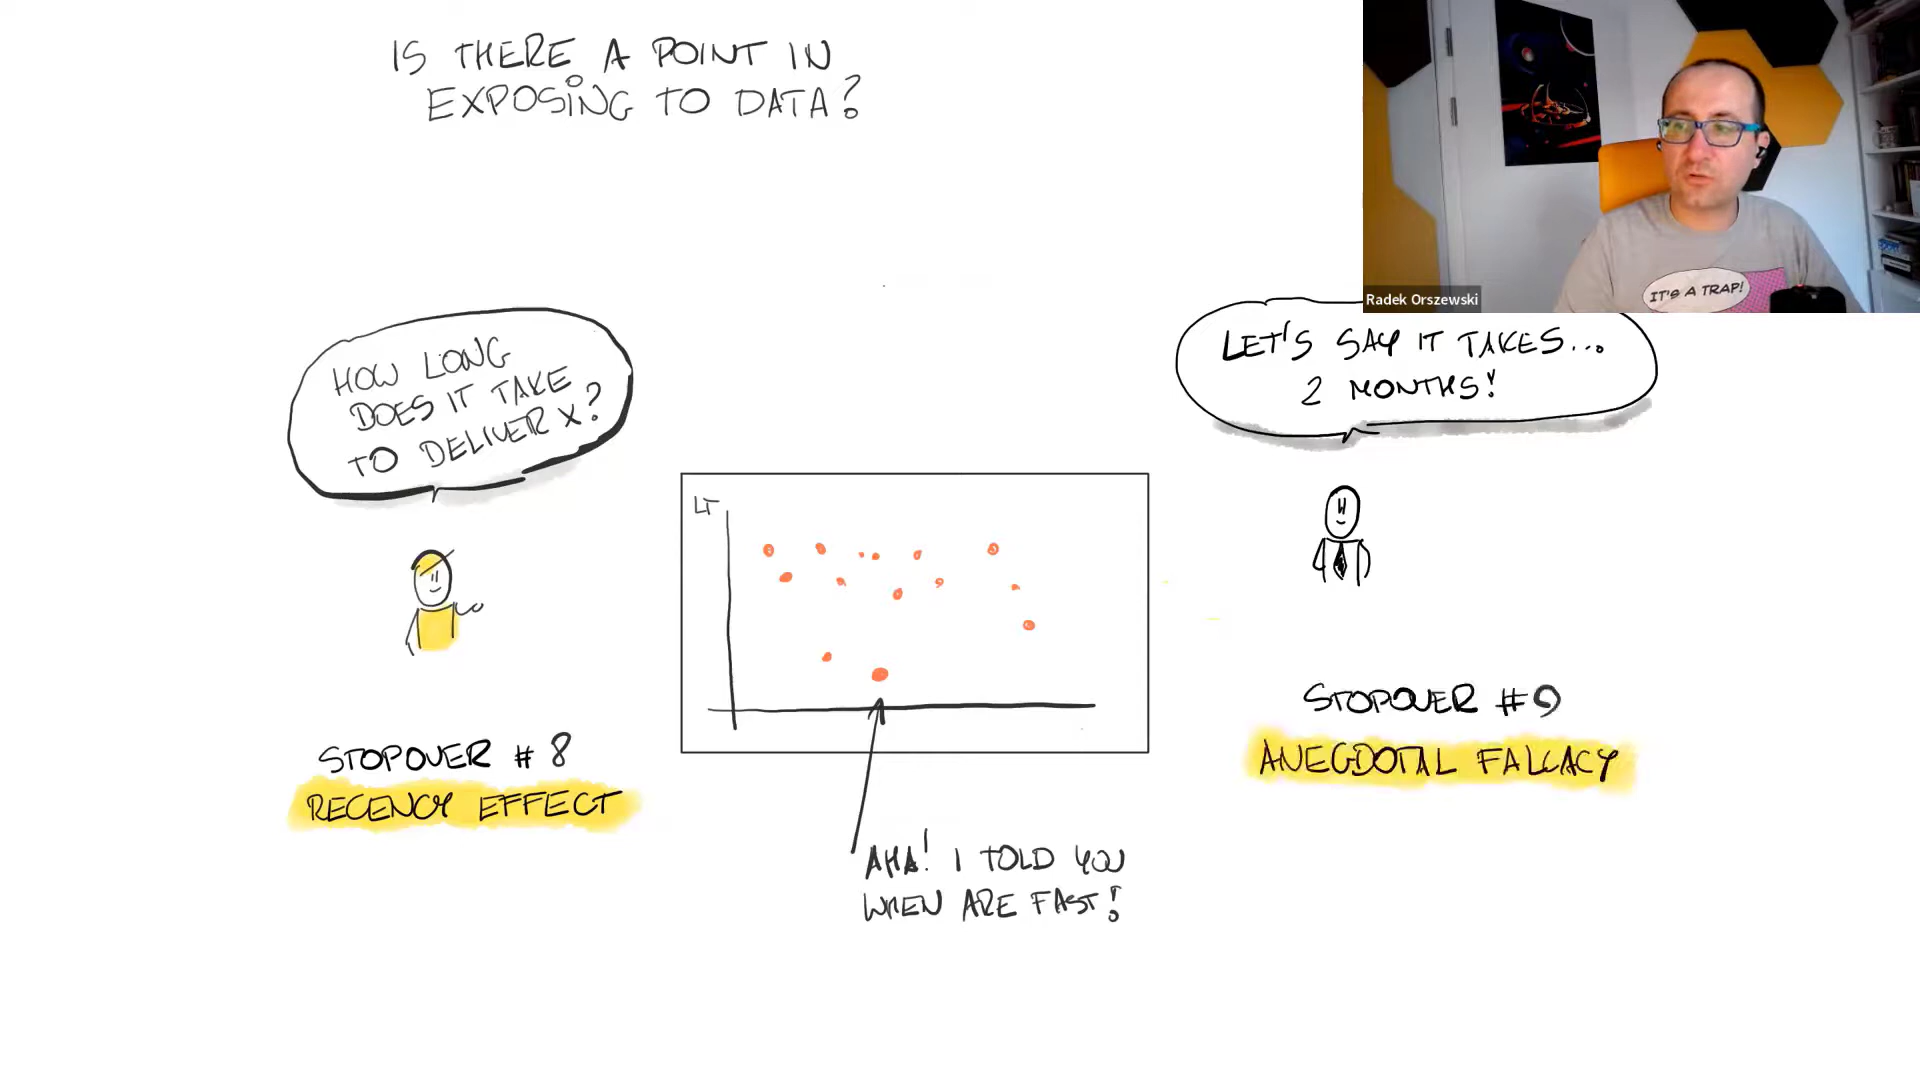 IS THERE A POINT IN
EXPOSING TO DATA?
IT'S A TRAP!
Radek Orszewski
HOW LONG
DOES IT TAKE
TO DELIVER X?
LET'S SAY IT TAKES...
2 MONTHS!
LT
STOPOVER # 8
RECENCY EFFECT
STOPOVER #9
ANEGDOTAL FALLACY
AHA! I TOLD YOU
WHEN ARE FAST!